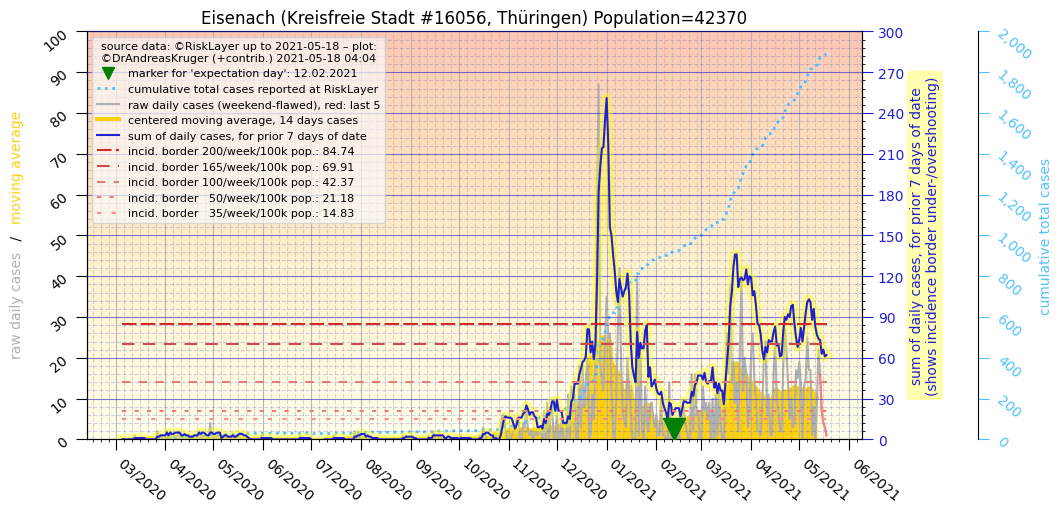 Eisenach (Kreisfreie Stadt #16056, Thüringen) Population=42370
source data: ©RiskLayer up to 2021-05-18 – plot:
©DrAndreasKruger (+contrib.) 2021-05-18 04:04
marker for 'expectation day': 12.02.2021
cumulative total cases reported at RiskLayer
raw daily cases (weekend-flawed), red: last 5
centered moving average, 14 days cases
sum of daily cases, for prior 7 days of date
incid. border 200/week/100k pop.: 84.74
incid. border 165/week/100k pop.: 69.91
incid. border 100/week/100k pop.: 42.37
incid. border   50/week/100k pop.: 21.18
incid. border   35/week/100k pop.: 14.83
raw daily cases  /  moving average
100
90
80
70
60
50
40
30
20
10
0
03/2020
04/2020
05/2020
06/2020
07/2020
08/2020
09/2020
10/2020
11/2020
12/2020
01/2021
02/2021
03/2021
04/2021
05/2021
06/2021
300
270
240
210
180
150
120
90
60
30
0
sum of daily cases, for prior 7 days of date
(shows incidence border under-/overshooting)
2,000
1,800
1,600
1,400
1,200
1,000
800
600
400
200
0
cumulative total cases